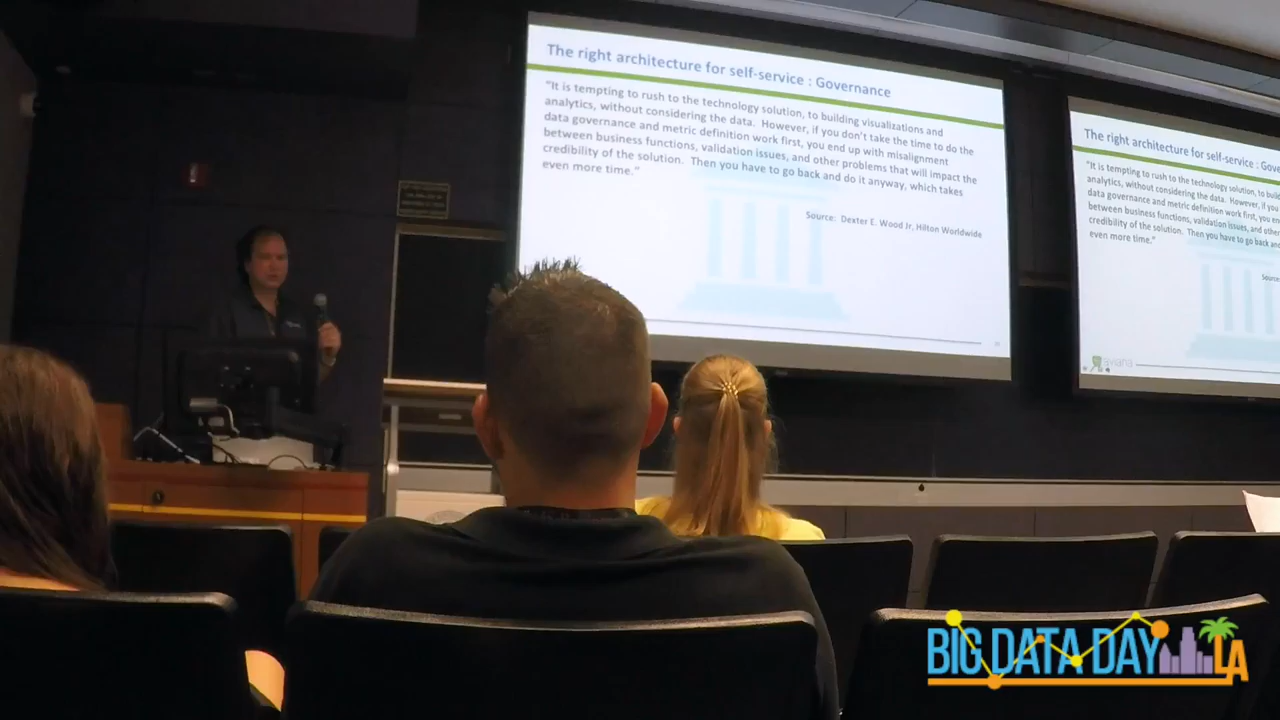 The right architecture for self-service : Governance
"It is tempting to rush to the technology solution, to building visualizations and
analytics, without considering the data. However, if you don't take the time to do the
data governance and metric definition work first, you end up with misalignment
between business functions, validation issues, and other problems that will impact the
credibility of the solution. Then you have to go back and do it anyway, which takes
even more time."
Source: Dexter E. Wood Jr, Hilton Worldwide
The right architecture for self-service : Gove
"It is tempting to rush to the technology solution, to build
analytics, without considering the data. However, if you
data governance and metric definition work first, you en
between business functions, validation issues, and other
credibility of the solution. Then you have to go back and
even more time."
Source:
aviana
BIG DATA DAY LA